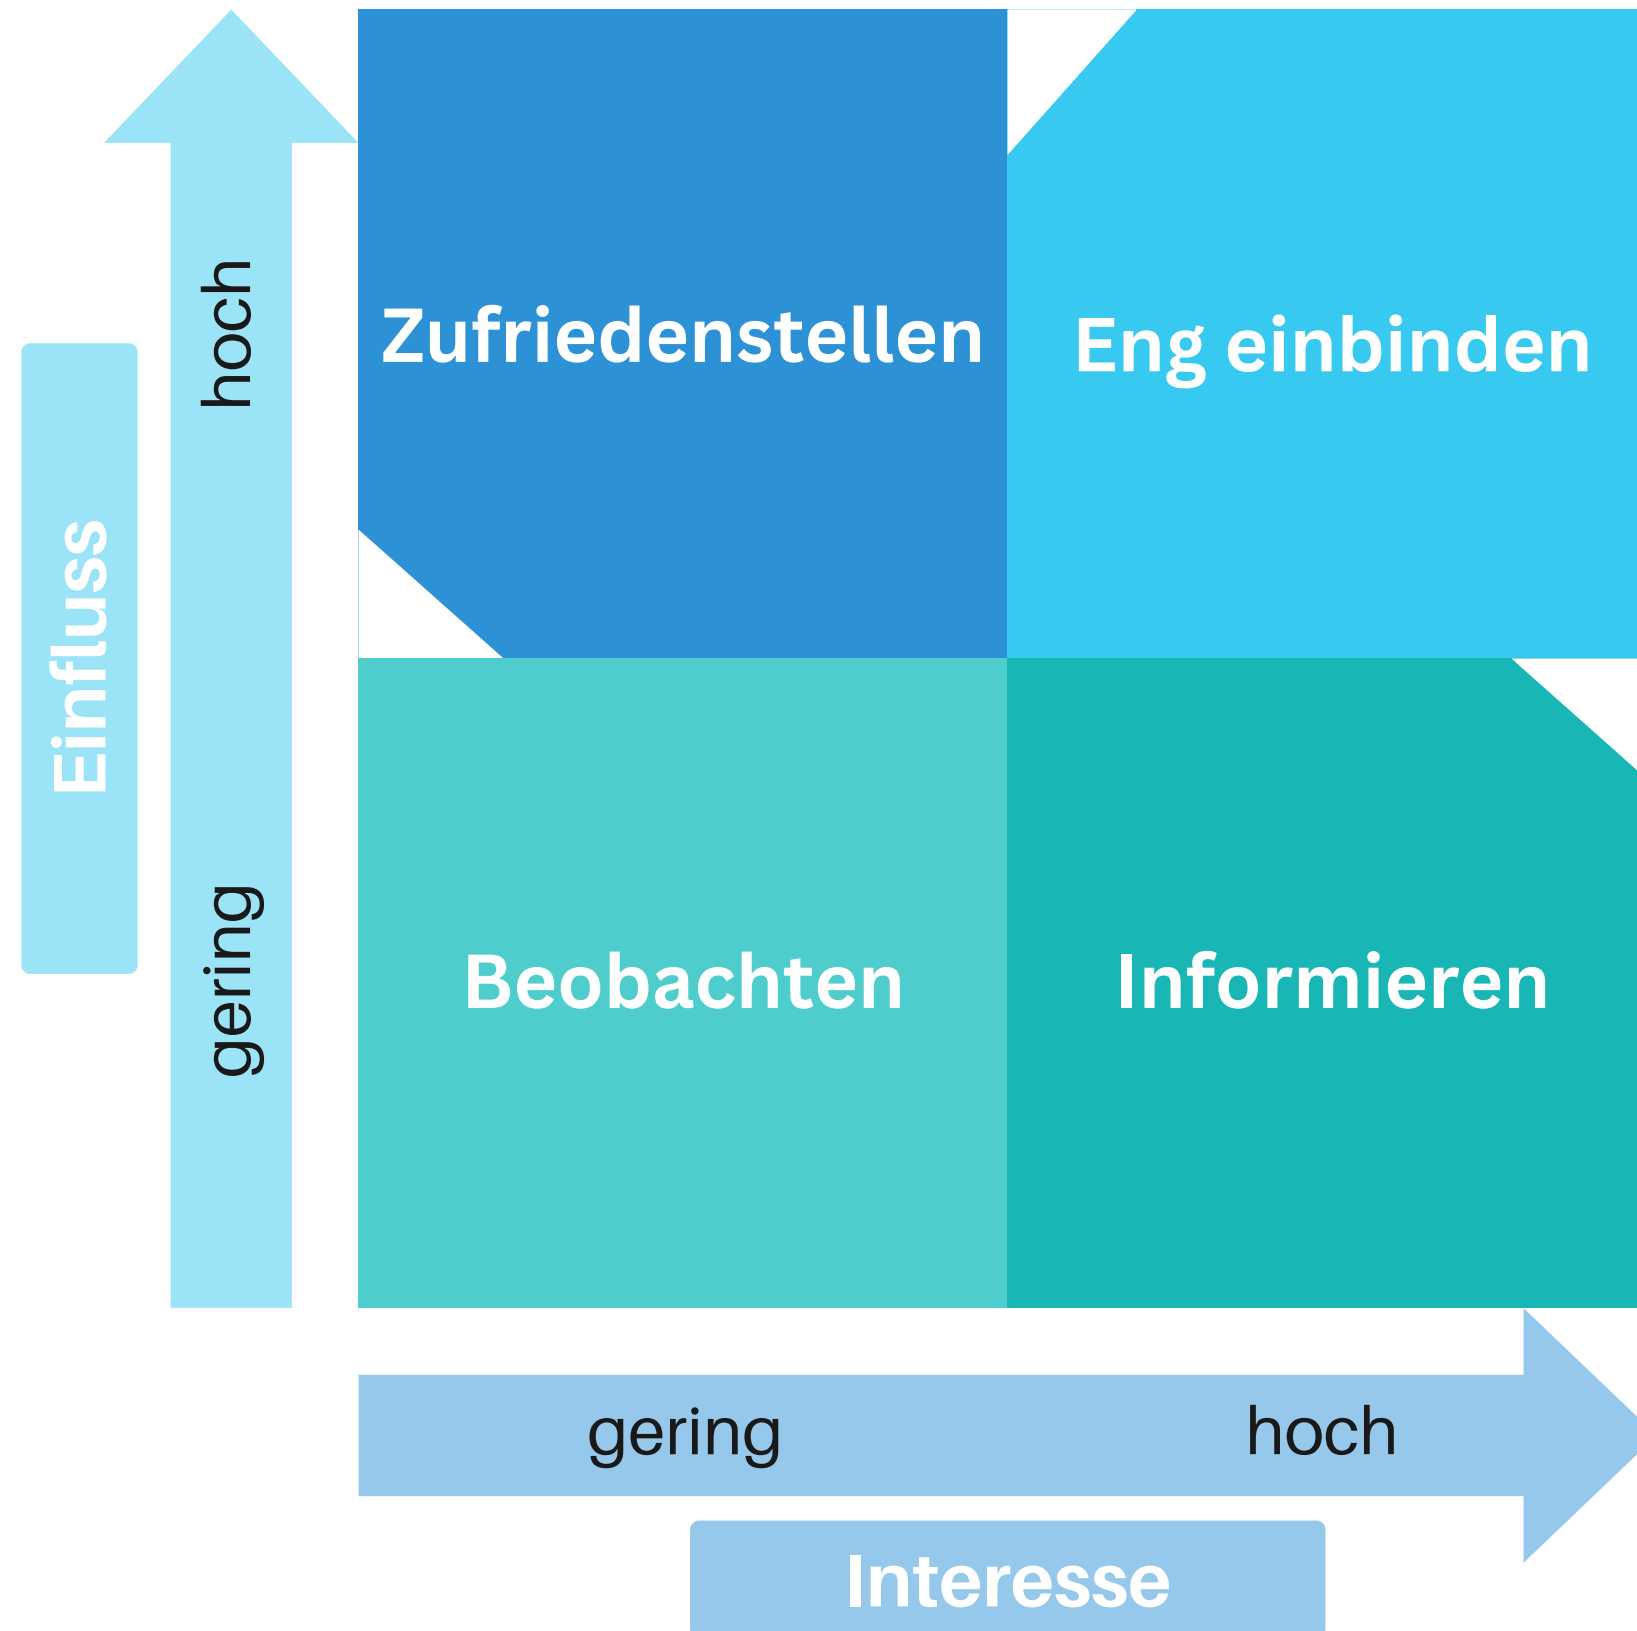 Einfluss
hoch
gering
Zufriedenstellen
Eng einbinden
Beobachten
Informieren
gering
hoch
Interesse